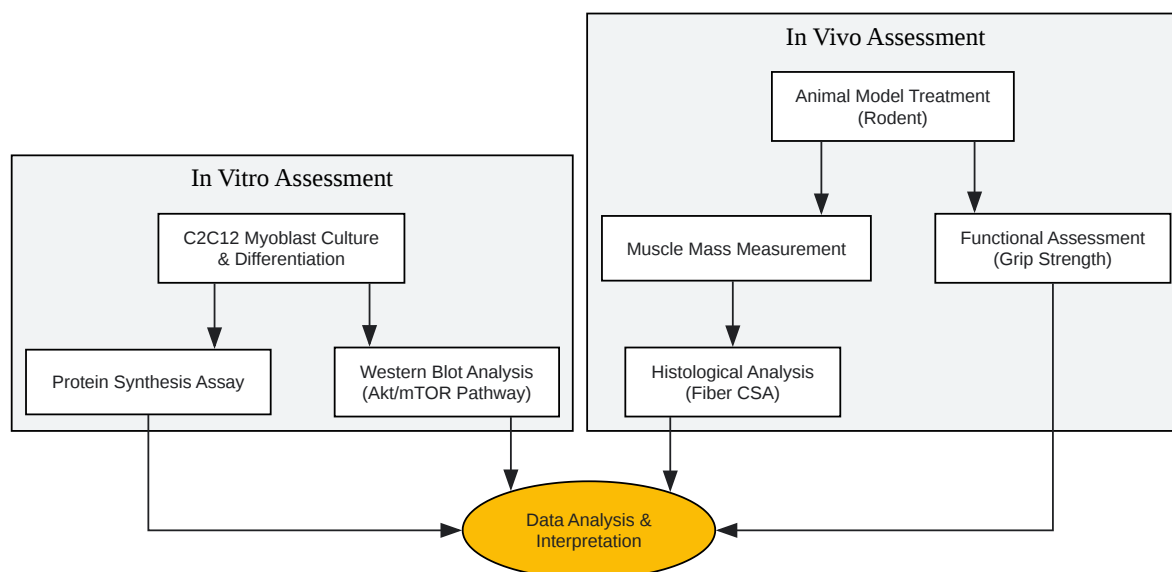 In Vitro Assessment
C2C12 Myoblast Culture
& Differentiation
Protein Synthesis Assay
Western Blot Analysis
(Akt/mTOR Pathway)
In Vivo Assessment
Animal Model Treatment
(Rodent)
Muscle Mass Measurement
Functional Assessment
(Grip Strength)
Histological Analysis
(Fiber CSA)
Data Analysis &
Interpretation